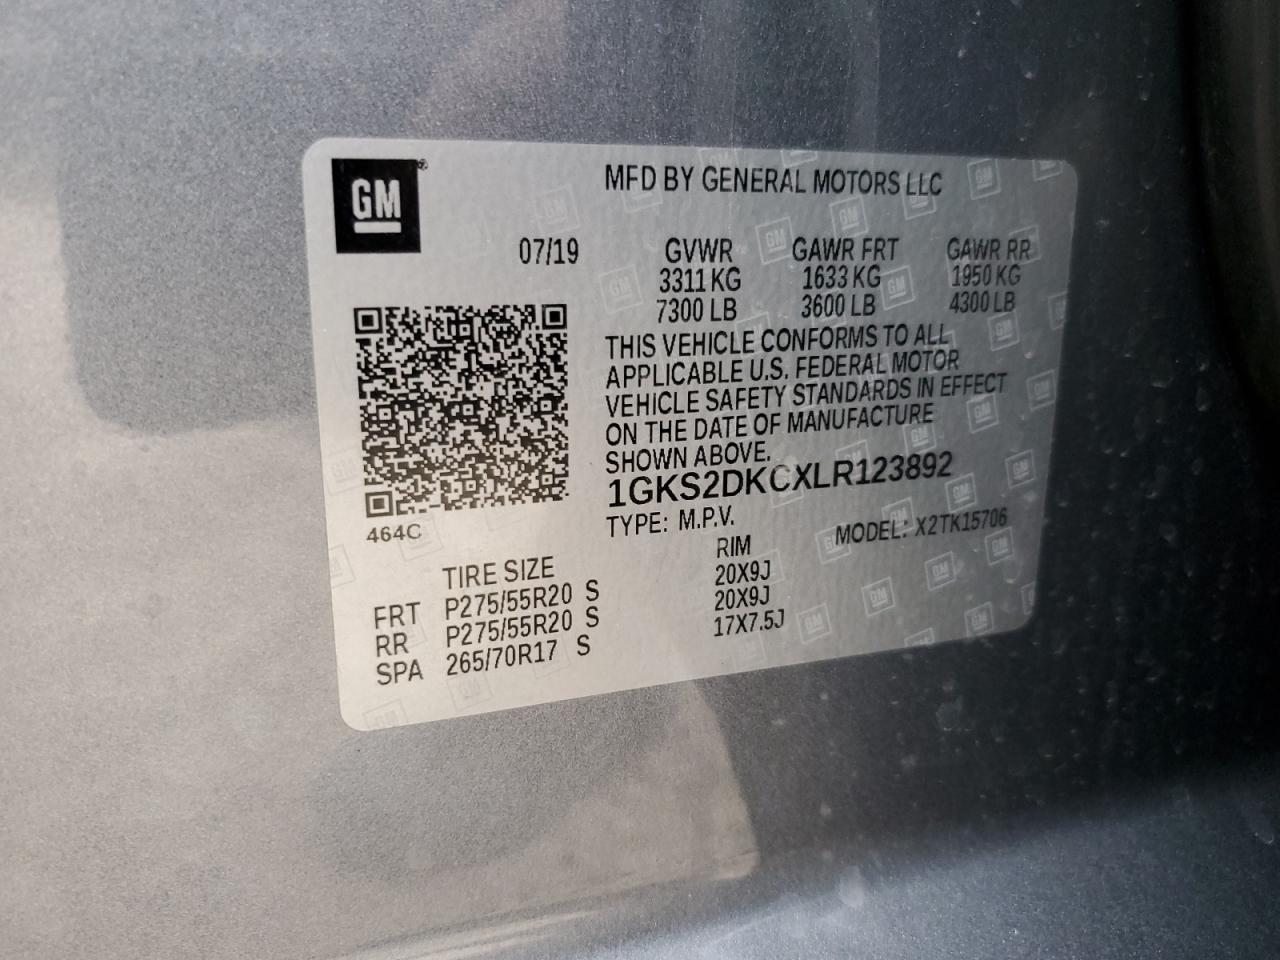 GM
MFD BY GENERAL MOTORS LLC
07/19 GVWR GAWR FRT GAWR RR
3311 KG 1633 KG 1950 KG
7300 LB 3600 LB 4300 LB
THIS VEHICLE CONFORMS TO ALL
APPLICABLE U.S. FEDERAL MOTOR
VEHICLE SAFETY STANDARDS IN EFFECT
ON THE DATE OF MANUFACTURE
SHOWN ABOVE.
1GKS2DKCXLR123892
464C
TYPE: M.P.V. MODEL: X2TK15706
TIRE SIZE RIM
FRT P275/55R20 S 20X9J
RR P275/55R20 S 20X9J
SPA 265/70R17 S 17X7.5J